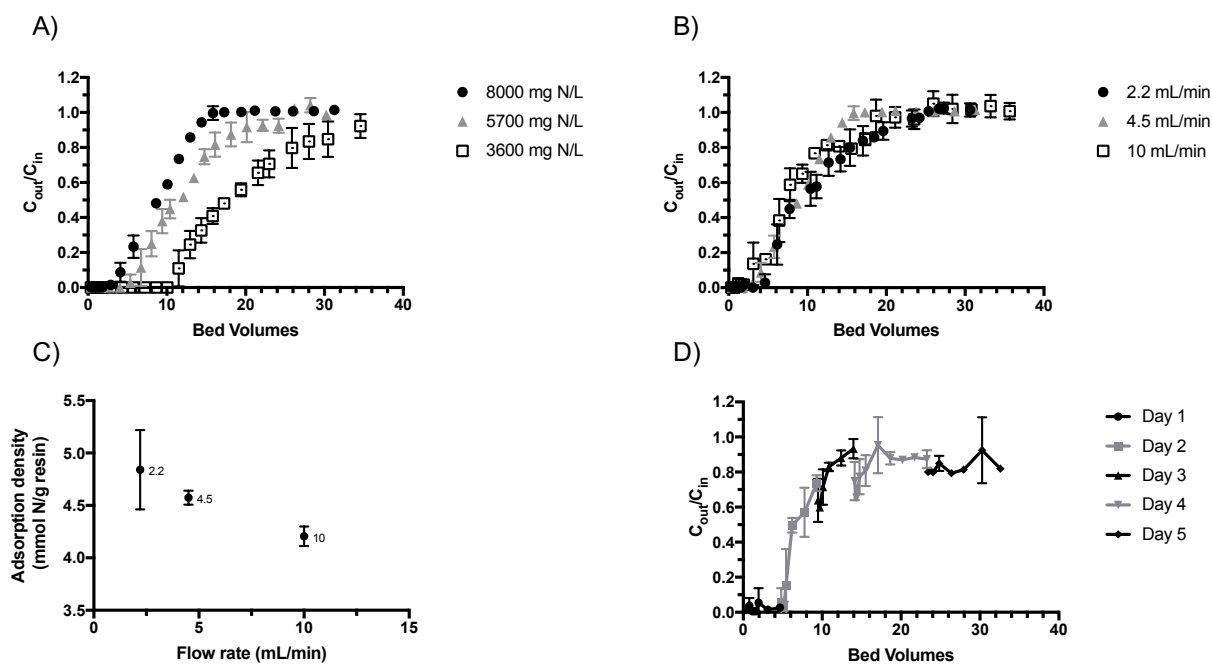 A)
1.2
1.0
0.8
0.6
0.4
0.2
0.0
C_out/C_in
0
10
20
30
40
Bed Volumes
8000 mg N/L
5700 mg N/L
3600 mg N/L
B)
1.2
1.0
0.8
0.6
0.4
0.2
0.0
C_out/C_in
0
10
20
30
40
Bed Volumes
2.2 mL/min
4.5 mL/min
10 mL/min
C)
5.5
5.0
4.5
4.0
3.5
Adsorption density
(mmol N/g resin)
2.2
4.5
10
0
5
10
15
Flow rate (mL/min)
D)
1.2
1.0
0.8
0.6
0.4
0.2
0.0
C_out/C_in
0
10
20
30
40
Bed Volumes
Day 1
Day 2
Day 3
Day 4
Day 5